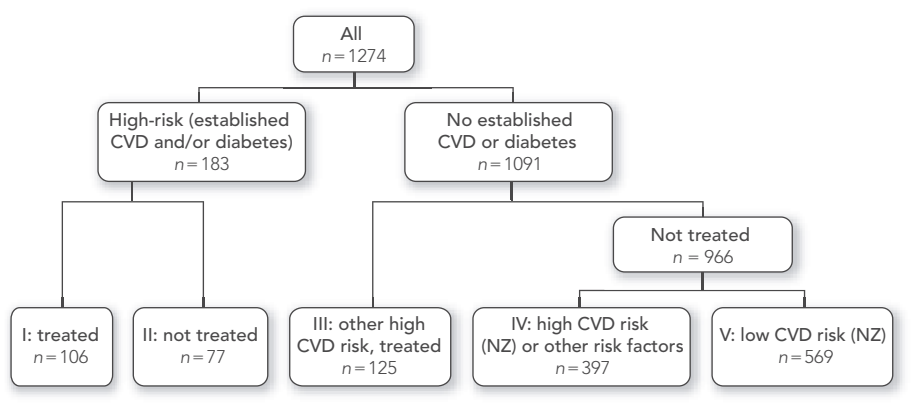 All
n=1274
High-risk (established
CVD and/or diabetes)
n=183
No established
CVD or diabetes
n=1091
Not treated
n = 966
I: treated
n=106
II: not treated
n=77
III: other high
CVD risk, treated
n=125
IV: high CVD risk
(NZ) or other risk factors
n=397
V: low CVD risk (NZ)
n=569